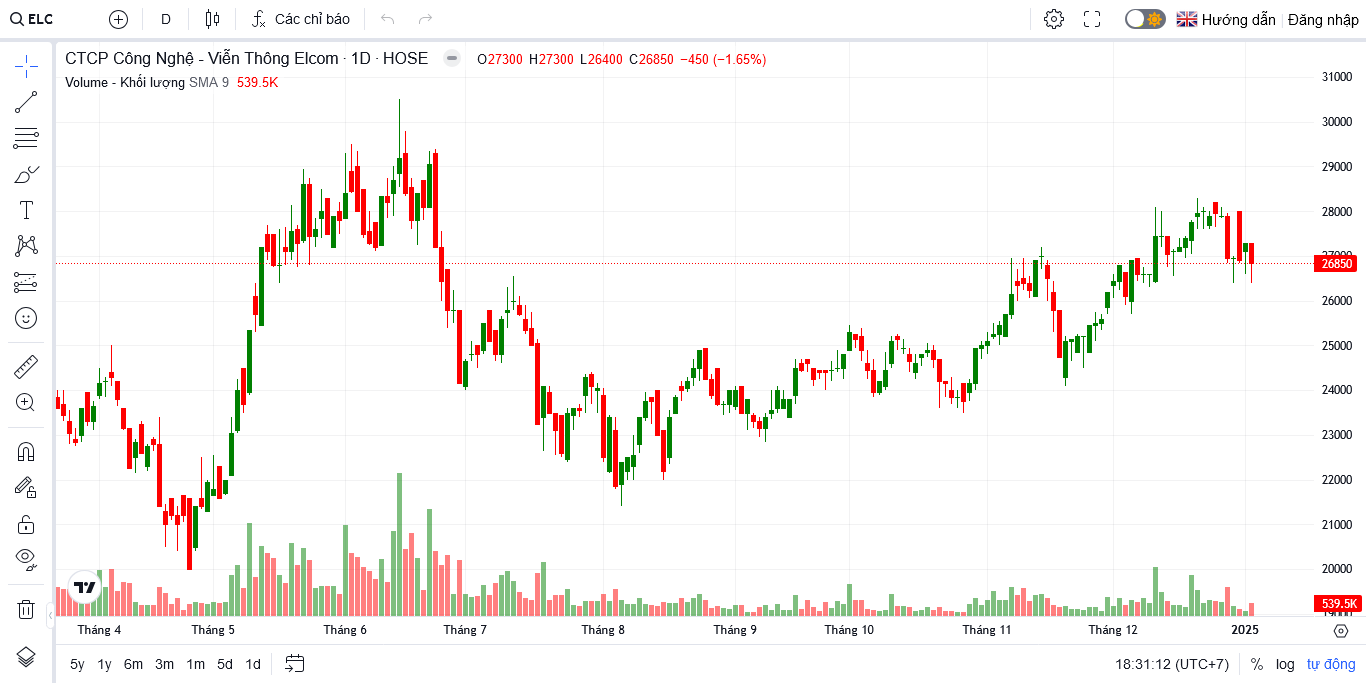 ELC D Các chỉ báo Hướng dẫn Đăng nhập
CTCP Công Nghệ - Viễn Thông Elcom · 1D · HOSE O27300 H27300 L26400 C26850 −450 (−1.65%)
Volume - Khối lượng SMA 9 539.5K
31000
30000
29000
28000
27000
26850
26000
25000
24000
23000
22000
21000
20000
539.5K
Tháng 4 Tháng 5 Tháng 6 Tháng 7 Tháng 8 Tháng 9 Tháng 10 Tháng 11 Tháng 12 2025
5y 1y 6m 3m 1m 5d 1d 18:31:12 (UTC+7) % log tự động